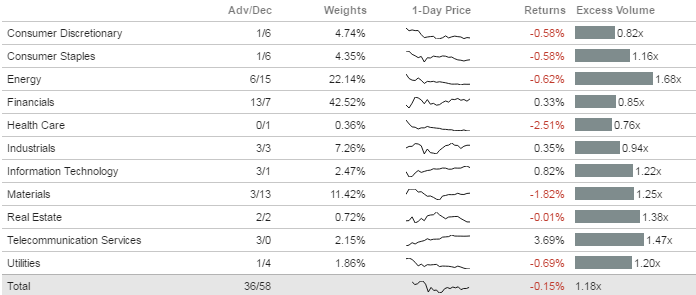 Adv/Dec Weights 1-Day Price Returns Excess Volume
Consumer Discretionary 1/6 4.74% -0.58% 0.82x
Consumer Staples 1/6 4.35% -0.58% 1.16x
Energy 6/15 22.14% -0.62% 1.68x
Financials 13/7 42.52% 0.33% 0.85x
Health Care 0/1 0.36% -2.51% 0.76x
Industrials 3/3 7.26% 0.35% 0.94x
Information Technology 3/1 2.47% 0.82% 1.22x
Materials 3/13 11.42% -1.82% 1.25x
Real Estate 2/2 0.72% -0.01% 1.38x
Telecommunication Services 3/0 2.15% 3.69% 1.47x
Utilities 1/4 1.86% -0.69% 1.20x
Total 36/58 -0.15% 1.18x